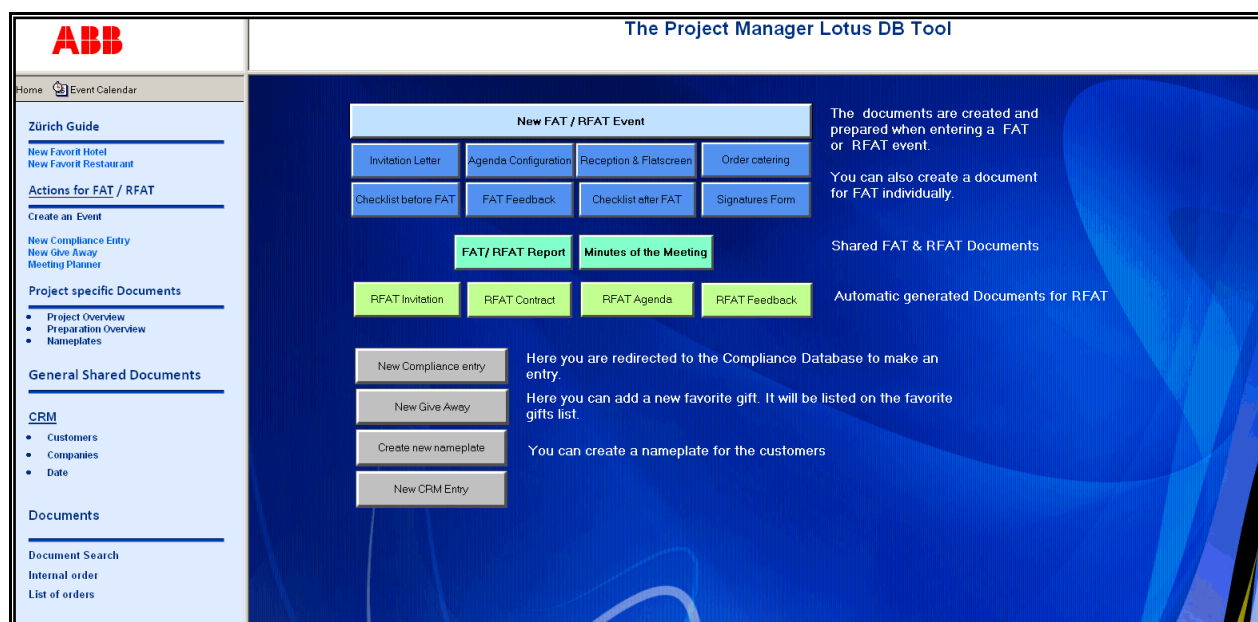 ABB
The Project Manager Lotus DB Tool
Home Event Calendar
Zürich Guide
New Favorit Hotel
New Favorit Restaurant
Actions for FAT / RFAT
Create an Event
New Compliance Entry
New Give Away
Meeting Planner
Project specific Documents
• Project Overview
• Preparation Overview
• Nameplates
General Shared Documents
CRM
• Customers
• Companies
• Date
Documents
Document Search
Internal order
List of orders
New FAT / RFAT Event
The documents are created and
prepared when entering a FAT
or RFAT event.
Invitation Letter Agenda Configuration Reception & Flatscreen Order catering
You can also create a document
for FAT individually.
Checklist before FAT FAT Feedback Checklist after FAT Signatures Form
FAT/ RFAT Report Minutes of the Meeting Shared FAT & RFAT Documents
RFAT Invitation RFAT Contract RFAT Agenda RFAT Feedback Automatic generated Documents for RFAT
New Compliance entry
Here you are redirected to the Compliance Database to make an
entry.
New Give Away
Here you can add a new favorite gift. It will be listed on the favorite
gifts list.
Create new nameplate You can create a nameplate for the customers
New CRM Entry